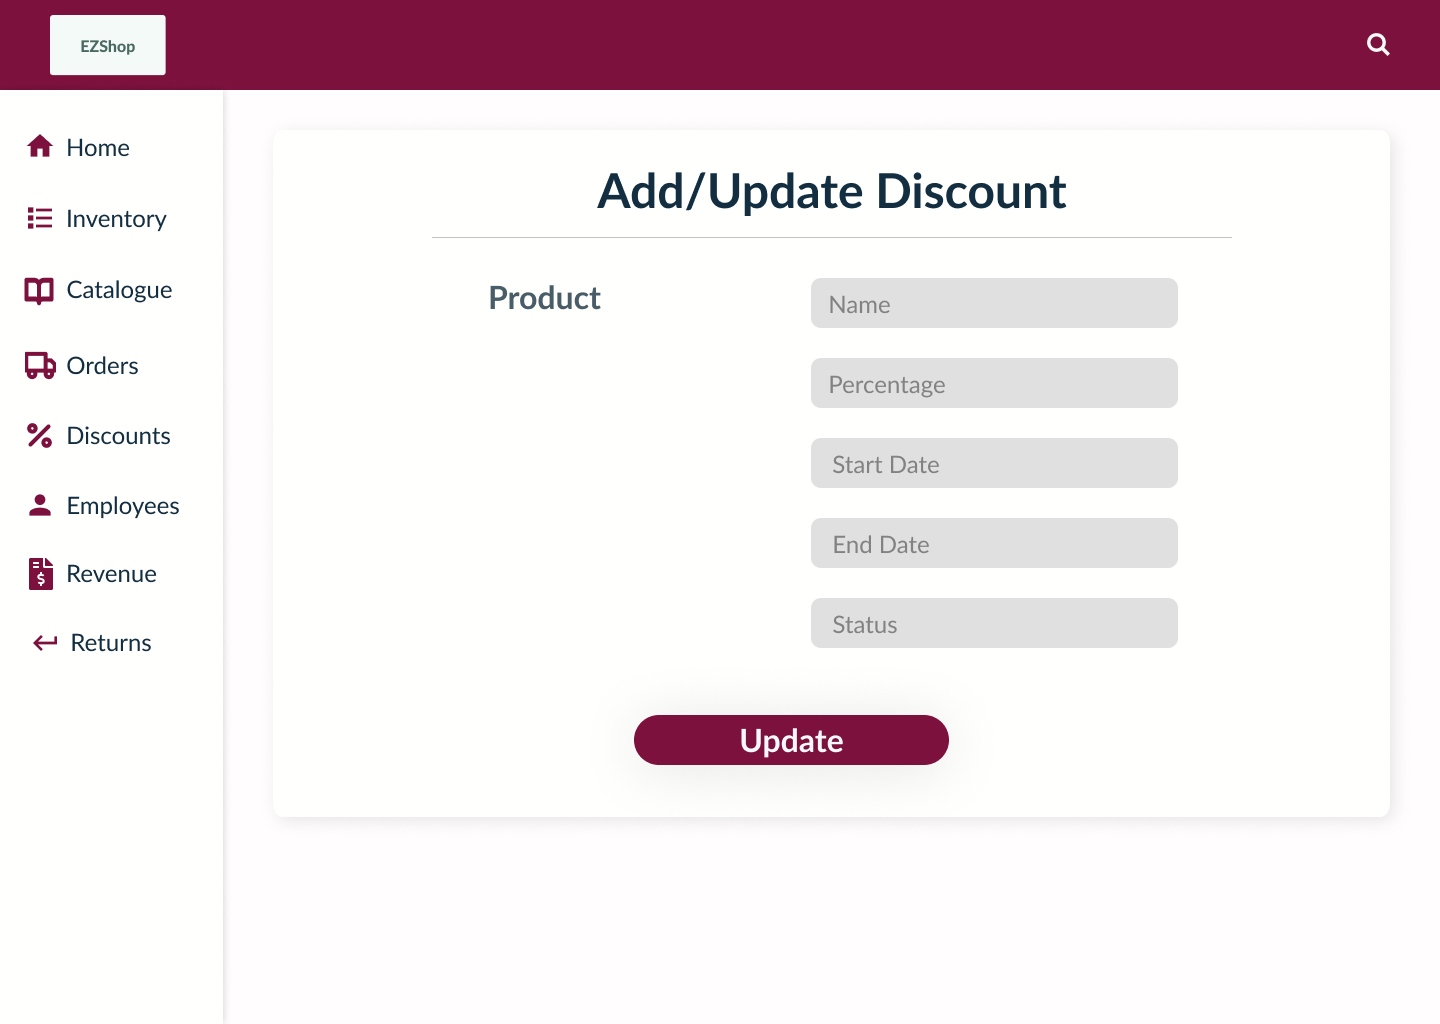 EZShop
Home
Inventory
Catalogue
Orders
Discounts
Employees
Revenue
Returns
Add/Update Discount
Product
Name
Percentage
Start Date
End Date
Status
Update